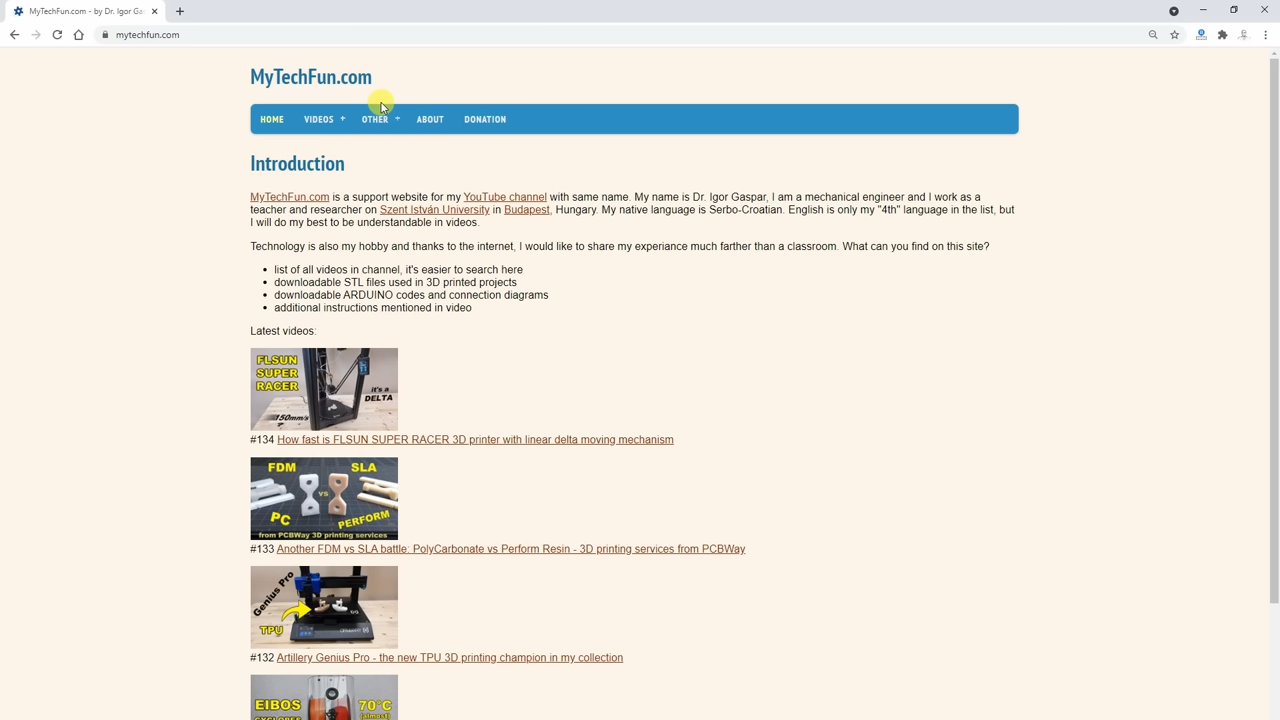 MyTechFun.com - by Dr. Igor Gas
mytechfun.com
MyTechFun.com
HOME VIDEOS + OTHER + ABOUT DONATION
Introduction
MyTechFun.com is a support website for my YouTube channel with same name. My name is Dr. Igor Gaspar, I am a mechanical engineer and I work as a
teacher and researcher on Szent István University in Budapest, Hungary. My native language is Serbo-Croatian. English is only my "4th" language in the list, but
I will do my best to be understandable in videos.
Technology is also my hobby and thanks to the internet, I would like to share my experiance much farther than a classroom. What can you find on this site?
• list of all videos in channel, it's easier to search here
• downloadable STL files used in 3D printed projects
• downloadable ARDUINO codes and connection diagrams
• additional instructions mentioned in video
Latest videos:
FLSUN
SUPER
RACER
it's a
DELTA
150mm/s
?
#134 How fast is FLSUN SUPER RACER 3D printer with linear delta moving mechanism
FDM SLA
VS
PC PERFORM
from PCBWay 3D printing services
#133 Another FDM vs SLA battle: PolyCarbonate vs Perform Resin - 3D printing services from PCBWay
Genius Pro
TPU
#132 Artillery Genius Pro - the new TPU 3D printing champion in my collection
EIBOS 70°C
[almost]